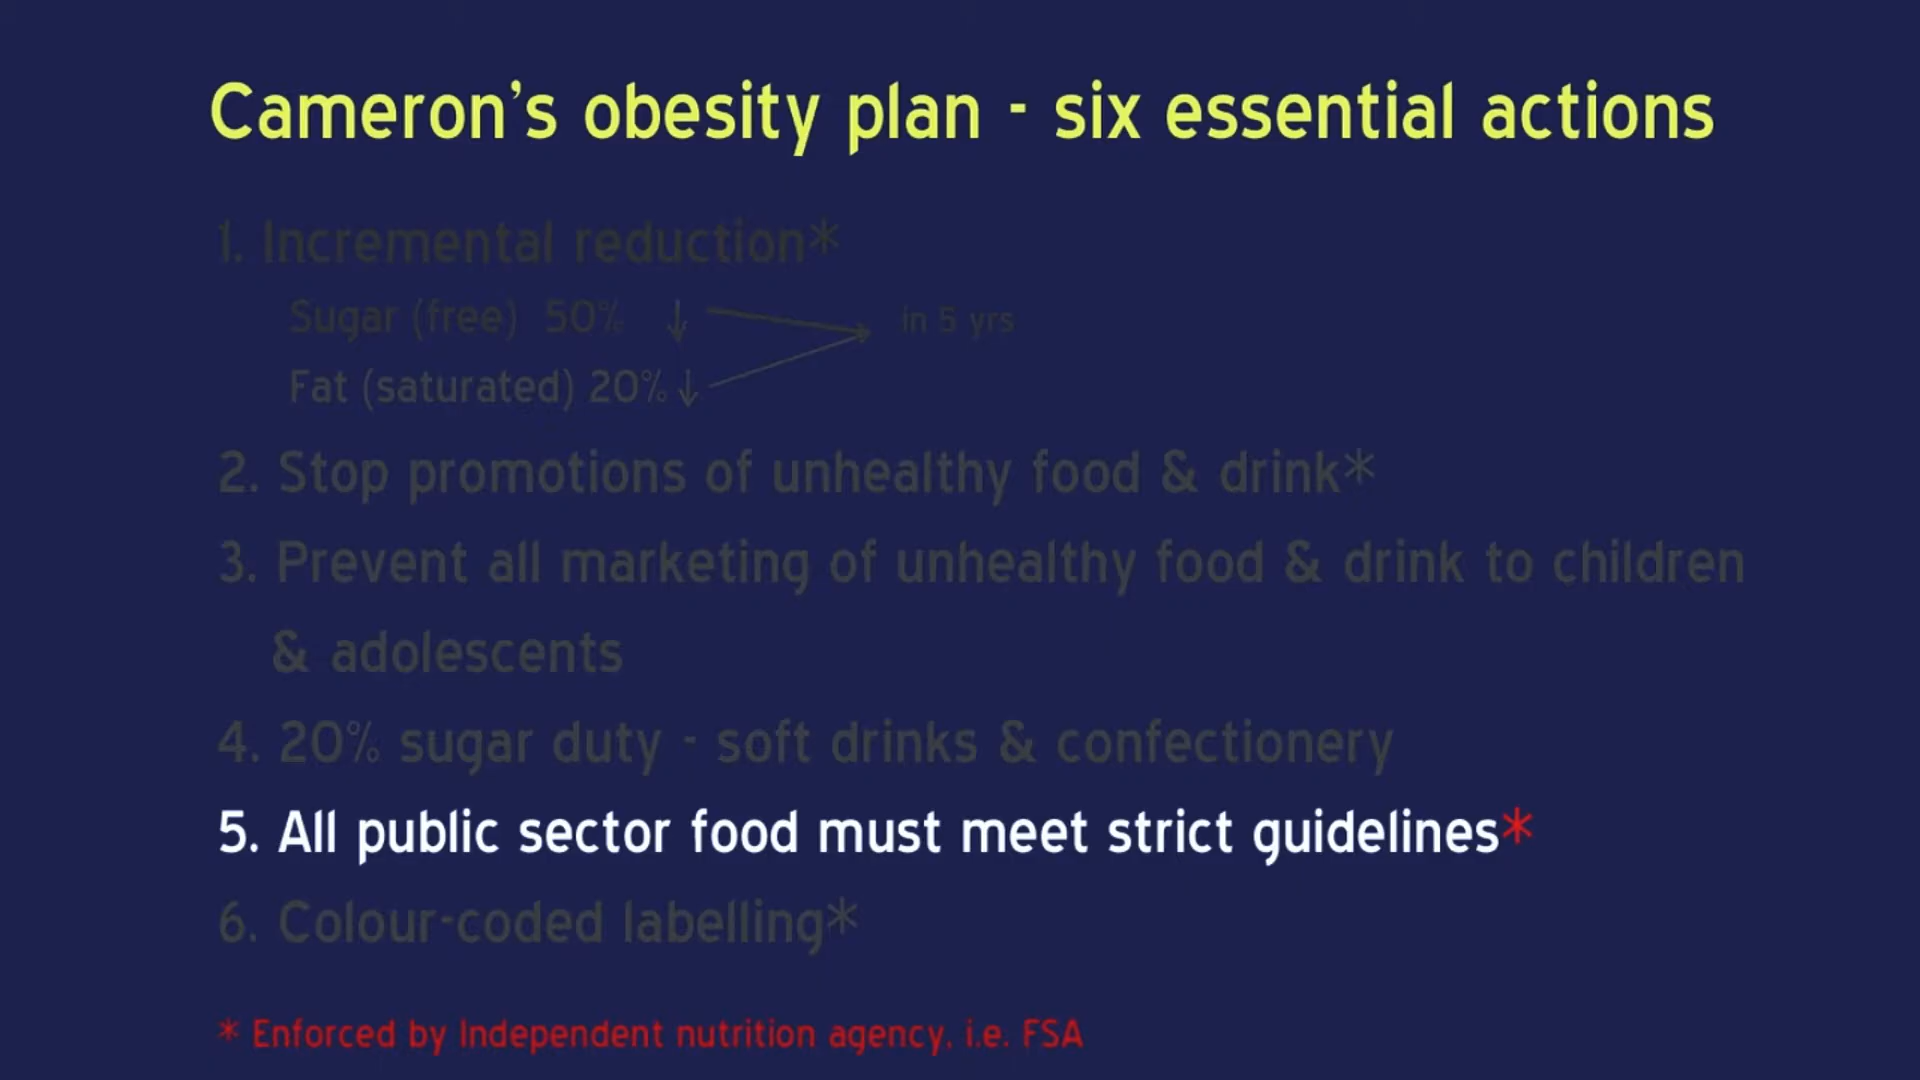 Cameron's obesity plan - six essential actions
1. Incremental reduction*
Sugar (free) 50% ↓ in 5 yrs
Fat (saturated) 20% ↓
2. Stop promotions of unhealthy food & drink*
3. Prevent all marketing of unhealthy food & drink to children
& adolescents
4. 20% sugar duty - soft drinks & confectionery
5. All public sector food must meet strict guidelines*
6. Colour-coded labelling*
* Enforced by Independent nutrition agency, i.e. FSA